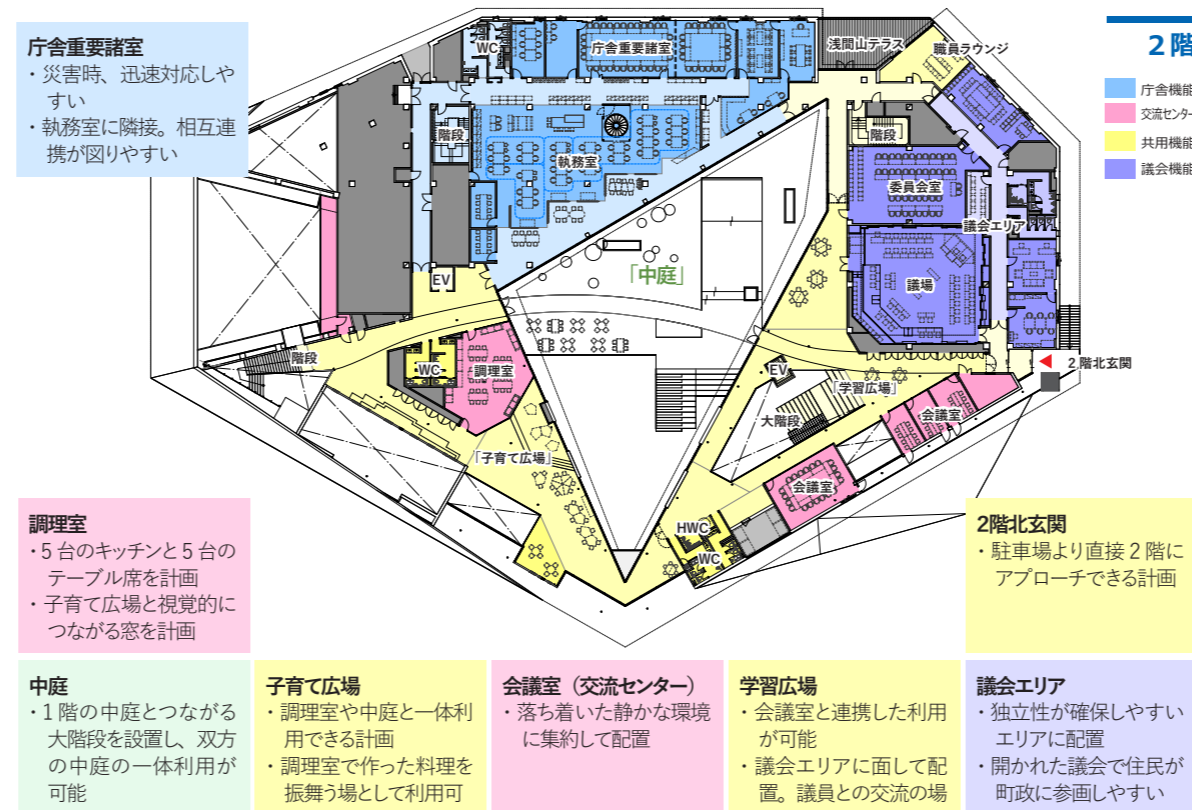 庁舎重要諸室
・災害時、迅速対応しや
すい
・執務室に隣接。相互連
携が図りやすい
2階
庁舎機能
交流センター
共用機能
議会機能
WC
庁舎重要諸室
浅間山テラス
職員ラウンジ
階段
執務室
階段
委員会室
議会エリア
「中庭」
議場
EV
階段
WC
調理室
EV
「学習広場」
2階北玄関
大階段
会議室
「子育て広場」
会議室
HWC
WC
調理室
・5台のキッチンと5台の
テーブル席を計画
・子育て広場と視覚的に
つながる窓を計画
2階北玄関
・駐車場より直接2階に
アプローチできる計画
中庭
・1階の中庭とつながる
大階段を設置し、双方
の中庭の一体利用が
可能
子育て広場
・調理室や中庭と一体利
用できる計画
・調理室で作った料理を
振舞う場として利用可
会議室（交流センター）
・落ち着いた静かな環境
に集約して配置
学習広場
・会議室と連携した利用
が可能
・議会エリアに面して配
置。議員との交流の場
議会エリア
・独立性が確保しやすい
エリアに配置
・開かれた議会で住民が
町政に参画しやすい